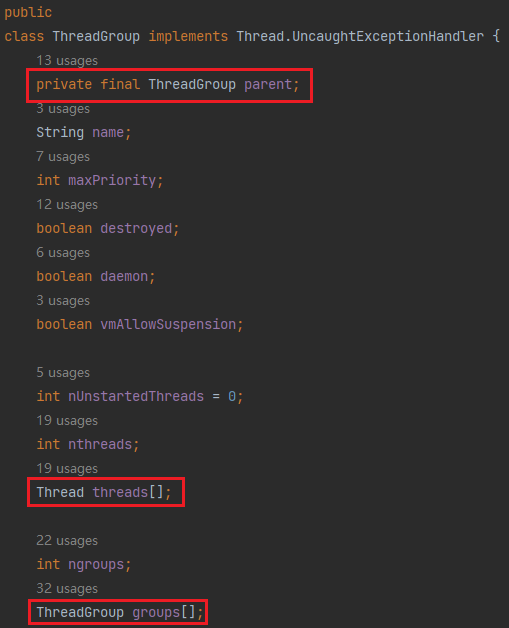 public
class ThreadGroup implements Thread.UncaughtExceptionHandler {
13 usages
private final ThreadGroup parent;
3 usages
String name;
7 usages
int maxPriority;
12 usages
boolean destroyed;
6 usages
boolean daemon;
3 usages
boolean vmAllowSuspension;
5 usages
int nUnstartedThreads = 0;
19 usages
int nthreads;
19 usages
Thread threads[];
22 usages
int ngroups;
32 usages
ThreadGroup groups[];